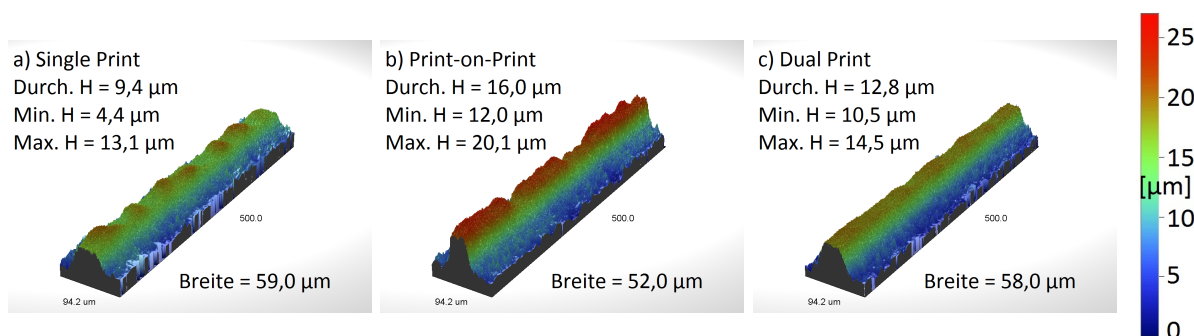 a) Single Print
Durch. H = 9,4 µm
Min. H = 4,4 µm
Max. H = 13,1 µm
500.0
Breite = 59,0 µm
94.2 um
b) Print-on-Print
Durch. H = 16,0 µm
Min. H = 12,0 µm
Max. H = 20,1 µm
500.0
Breite = 52,0 µm
94.2 um
c) Dual Print
Durch. H = 12,8 µm
Min. H = 10,5 µm
Max. H = 14,5 µm
500.0
Breite = 58,0 µm
94.2 um
25
20
15
[µm]
10
5
0